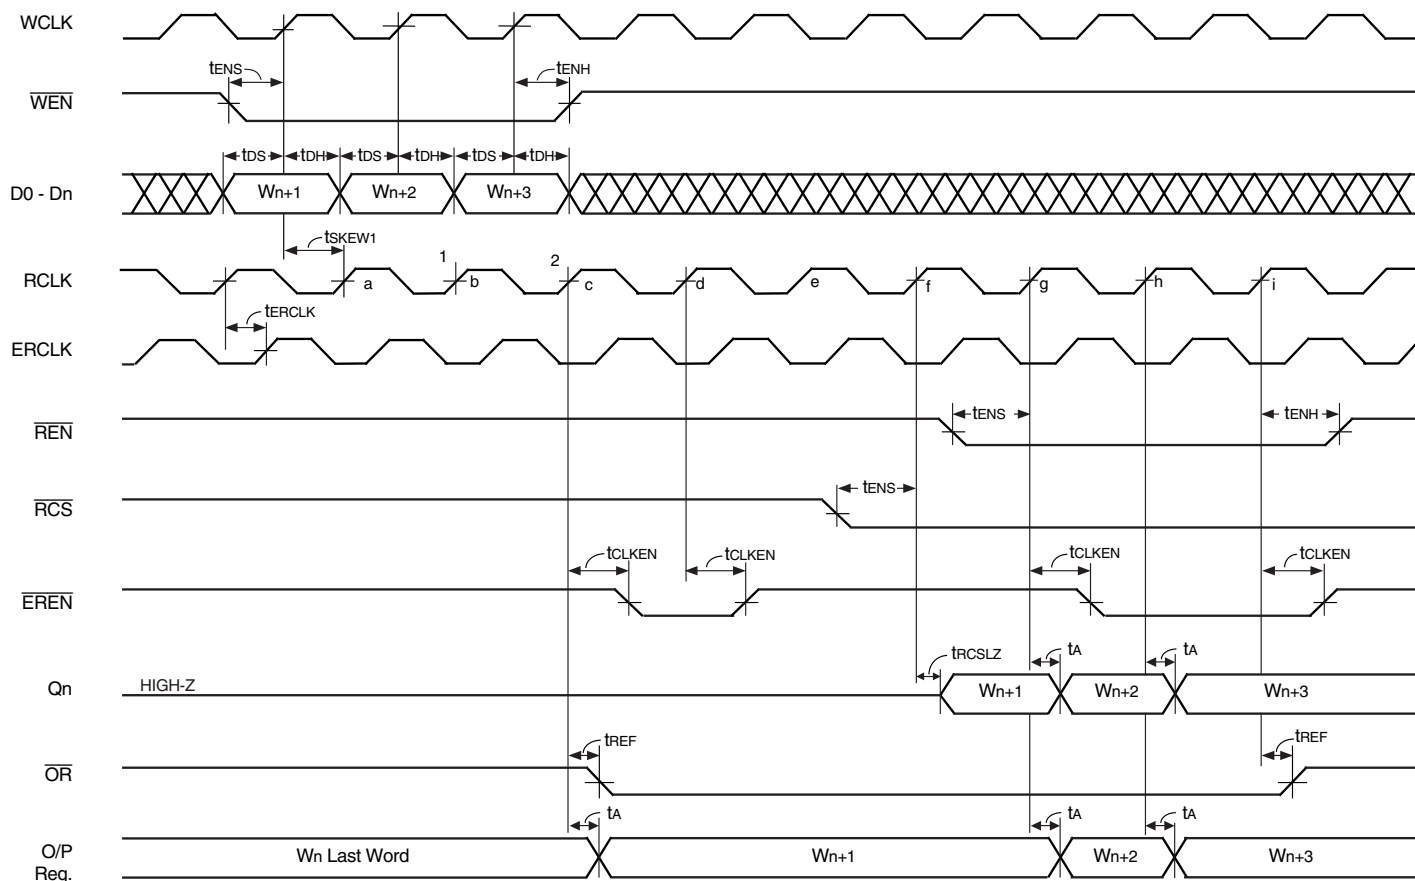 WCLK
tENS
tENH
WEN
tDS tDH tDS tDH tDS tDH
D0 - Dn
Wn+1 Wn+2 Wn+3
tSKEW1
1 2
RCLK
a b c d e f g h i
tERCLK
ERCLK
REN
tENS tENH
RCS
tENS
tCLKEN tCLKEN tCLKEN tCLKEN
EREN
tRCSLZ tA tA
Qn
HIGH-Z
Wn+1 Wn+2 Wn+3
tREF tREF
OR
tA tA tA
O/P
Reg.
Wn Last Word Wn+1 Wn+2 Wn+3